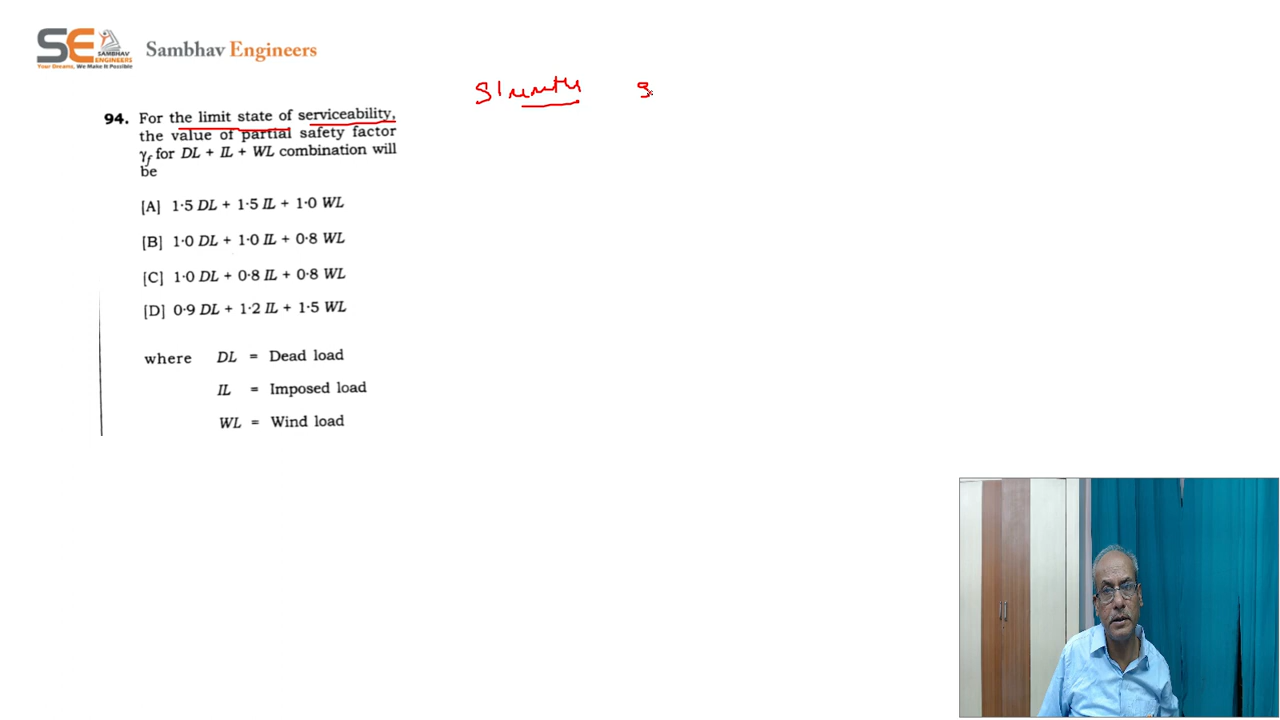 SE
SAMBHAV
ENGINEERS
Your Dreams, We Make It Possible
Sambhav Engineers
94. For the limit state of serviceability,
the value of partial safety factor
γf for DL + IL + WL combination will
be
[A] 1·5 DL + 1·5 IL + 1·0 WL
[B] 1·0 DL + 1·0 IL + 0·8 WL
[C] 1·0 DL + 0·8 IL + 0·8 WL
[D] 0·9 DL + 1·2 IL + 1·5 WL
where DL = Dead load
IL = Imposed load
WL = Wind load